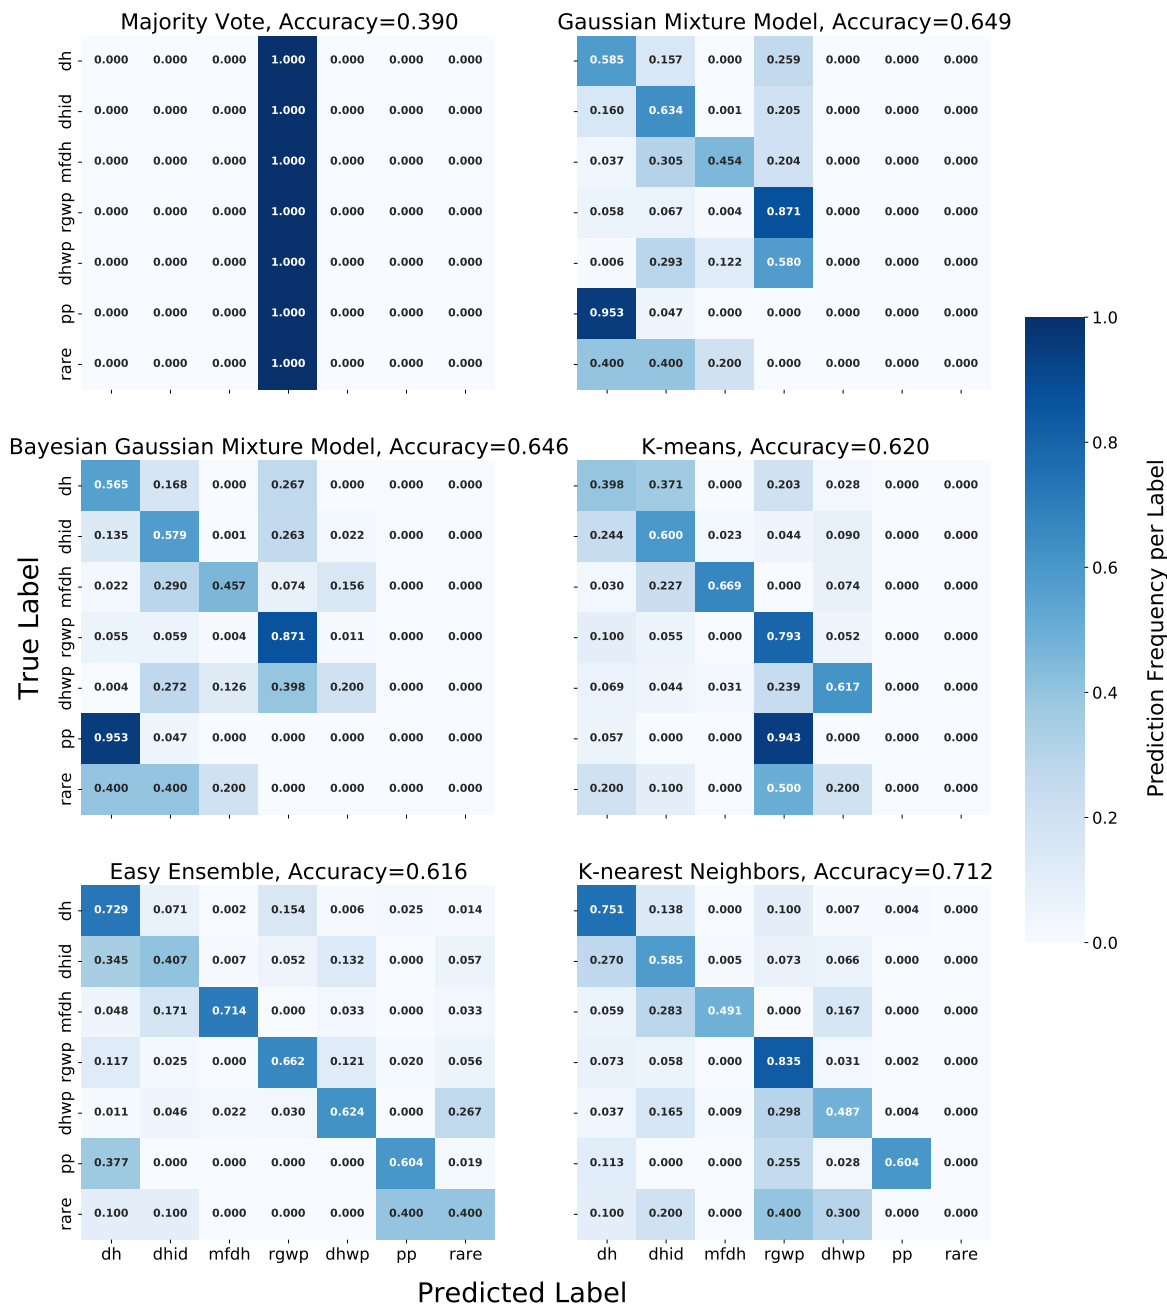 Majority Vote, Accuracy=0.390
dh 0.000 0.000 0.000 1.000 0.000 0.000 0.000
dhid 0.000 0.000 0.000 1.000 0.000 0.000 0.000
mfdh 0.000 0.000 0.000 1.000 0.000 0.000 0.000
rgwp 0.000 0.000 0.000 1.000 0.000 0.000 0.000
dhwp 0.000 0.000 0.000 1.000 0.000 0.000 0.000
pp 0.000 0.000 0.000 1.000 0.000 0.000 0.000
rare 0.000 0.000 0.000 1.000 0.000 0.000 0.000
Gaussian Mixture Model, Accuracy=0.649
0.585 0.157 0.000 0.259 0.000 0.000 0.000
0.160 0.634 0.001 0.205 0.000 0.000 0.000
0.037 0.305 0.454 0.204 0.000 0.000 0.000
0.058 0.067 0.004 0.871 0.000 0.000 0.000
0.006 0.293 0.122 0.580 0.000 0.000 0.000
0.953 0.047 0.000 0.000 0.000 0.000 0.000
0.400 0.400 0.200 0.000 0.000 0.000 0.000
Bayesian Gaussian Mixture Model, Accuracy=0.646
dh 0.565 0.168 0.000 0.267 0.000 0.000 0.000
dhid 0.135 0.579 0.001 0.263 0.022 0.000 0.000
mfdh 0.022 0.290 0.457 0.074 0.156 0.000 0.000
rgwp 0.055 0.059 0.004 0.871 0.011 0.000 0.000
dhwp 0.004 0.272 0.126 0.398 0.200 0.000 0.000
pp 0.953 0.047 0.000 0.000 0.000 0.000 0.000
rare 0.400 0.400 0.200 0.000 0.000 0.000 0.000
K-means, Accuracy=0.620
0.398 0.371 0.000 0.203 0.028 0.000 0.000
0.244 0.600 0.023 0.044 0.090 0.000 0.000
0.030 0.227 0.669 0.000 0.074 0.000 0.000
0.100 0.055 0.000 0.793 0.052 0.000 0.000
0.069 0.044 0.031 0.239 0.617 0.000 0.000
0.057 0.000 0.000 0.943 0.000 0.000 0.000
0.200 0.100 0.000 0.500 0.200 0.000 0.000
Easy Ensemble, Accuracy=0.616
dh 0.729 0.071 0.002 0.154 0.006 0.025 0.014
dhid 0.345 0.407 0.007 0.052 0.132 0.000 0.057
mfdh 0.048 0.171 0.714 0.000 0.033 0.000 0.033
rgwp 0.117 0.025 0.000 0.662 0.121 0.020 0.056
dhwp 0.011 0.046 0.022 0.030 0.624 0.000 0.267
pp 0.377 0.000 0.000 0.000 0.000 0.604 0.019
rare 0.100 0.100 0.000 0.000 0.000 0.400 0.400
dh dhid mfdh rgwp dhwp pp rare
K-nearest Neighbors, Accuracy=0.712
0.751 0.138 0.000 0.100 0.007 0.004 0.000
0.270 0.585 0.005 0.073 0.066 0.000 0.000
0.059 0.283 0.491 0.000 0.167 0.000 0.000
0.073 0.058 0.000 0.835 0.031 0.002 0.000
0.037 0.165 0.009 0.298 0.487 0.004 0.000
0.113 0.000 0.000 0.255 0.028 0.604 0.000
0.100 0.200 0.000 0.400 0.300 0.000 0.000
dh dhid mfdh rgwp dhwp pp rare
True Label
Predicted Label
1.0
0.8
0.6
0.4
0.2
0.0
Prediction Frequency per Label